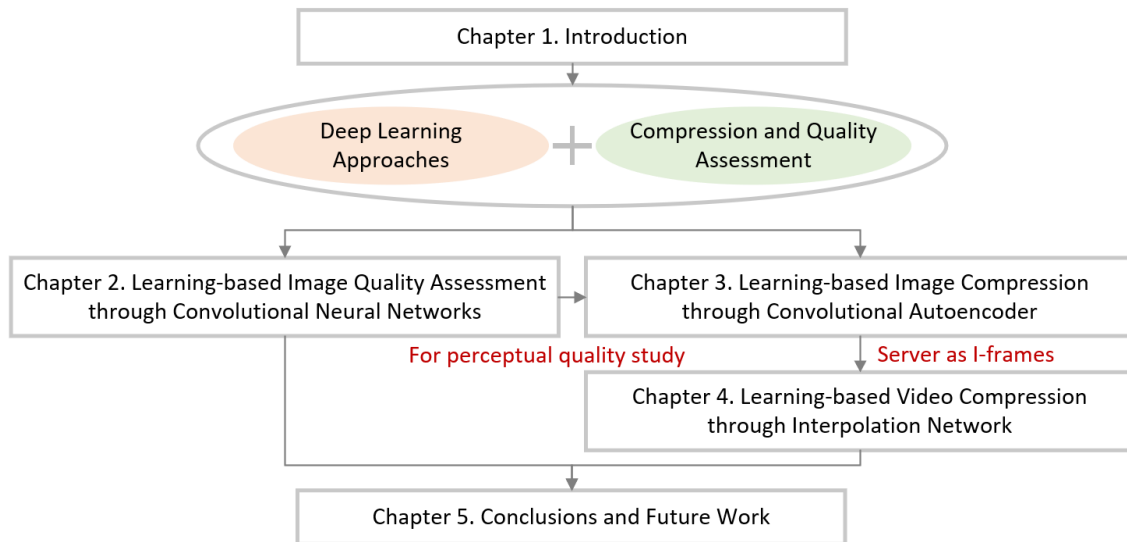 Chapter 1. Introduction
Deep Learning
Approaches
Compression and Quality
Assessment
Chapter 2. Learning-based Image Quality Assessment
through Convolutional Neural Networks
Chapter 3. Learning-based Image Compression
through Convolutional Autoencoder
For perceptual quality study
Server as I-frames
Chapter 4. Learning-based Video Compression
through Interpolation Network
Chapter 5. Conclusions and Future Work